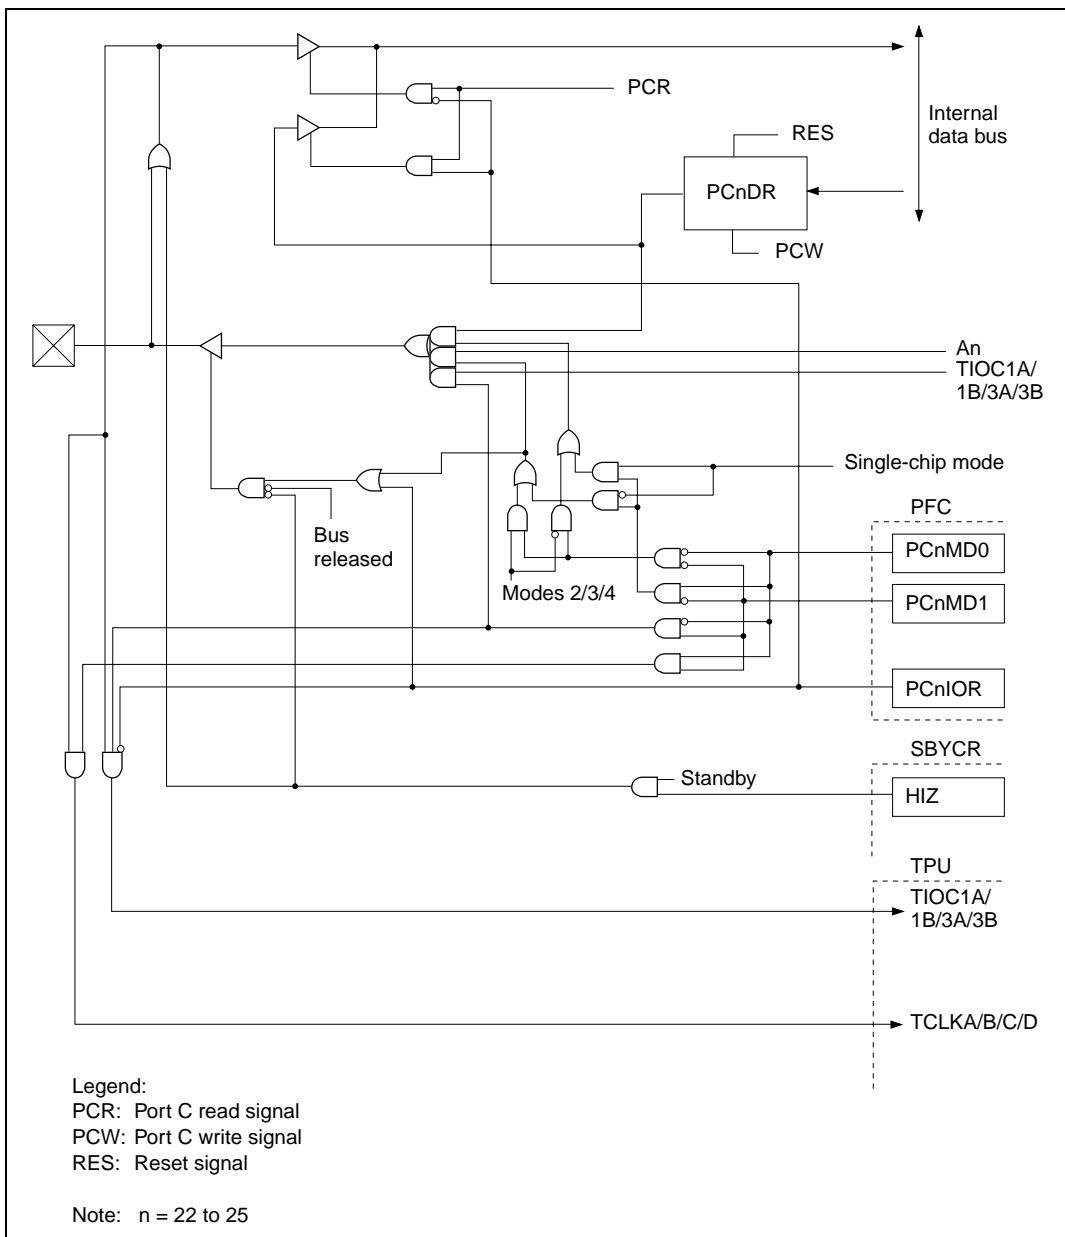 PCR
Internal
data bus
RES
PCnDR
PCW
An
TIOC1A/
1B/3A/3B
Single-chip mode
PFC
Bus
released
PCnMD0
Modes 2/3/4
PCnMD1
PCnIOR
SBYCR
Standby
HIZ
TPU
TIOC1A/
1B/3A/3B
TCLKA/B/C/D
Legend:
PCR: Port C read signal
PCW: Port C write signal
RES: Reset signal
Note: n = 22 to 25